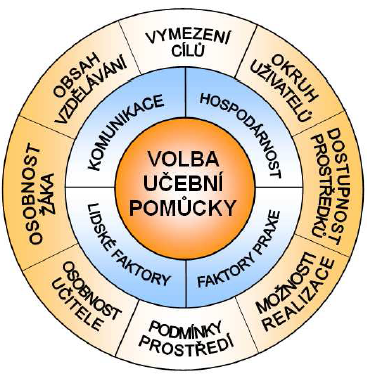 VYMEZENÍ
CÍLŮ
OKRUH
UŽIVATELŮ
DOSTUPNOST
PROSTŘEDKŮ
MOŽNOSTI
REALIZACE
PODMÍNKY
PROSTŘEDÍ
OSOBNOST
UČITELE
OSOBNOST
ŽÁKA
OBSAH
VZDĚLÁVÁNÍ
KOMUNIKACE
HOSPODÁRNOST
FAKTORY PRAXE
LIDSKÉ FAKTORY
VOLBA
UČEBNÍ
POMŮCKY